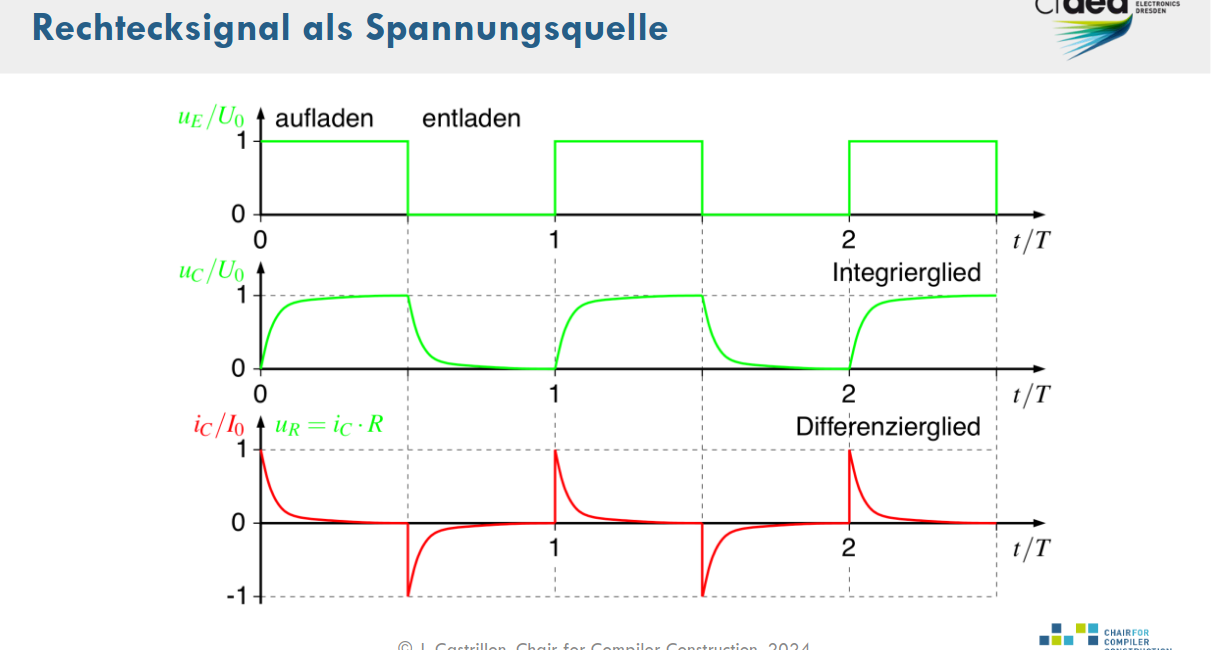 Rechtecksignal als Spannungsquelle
cfaed
ELECTRONICS
DRESDEN
u_E/U_0
aufladen
entladen
1
0
0
1
2
t/T
u_C/U_0
Integrierglied
1
0
0
1
2
t/T
i_C/I_0
u_R = i_C · R
Differenzierglied
1
0
1
2
t/T
-1
© J. Castrillon, Chair for Compiler Construction, 2024
CHAIR FOR
COMPILER
CONSTRUCTION